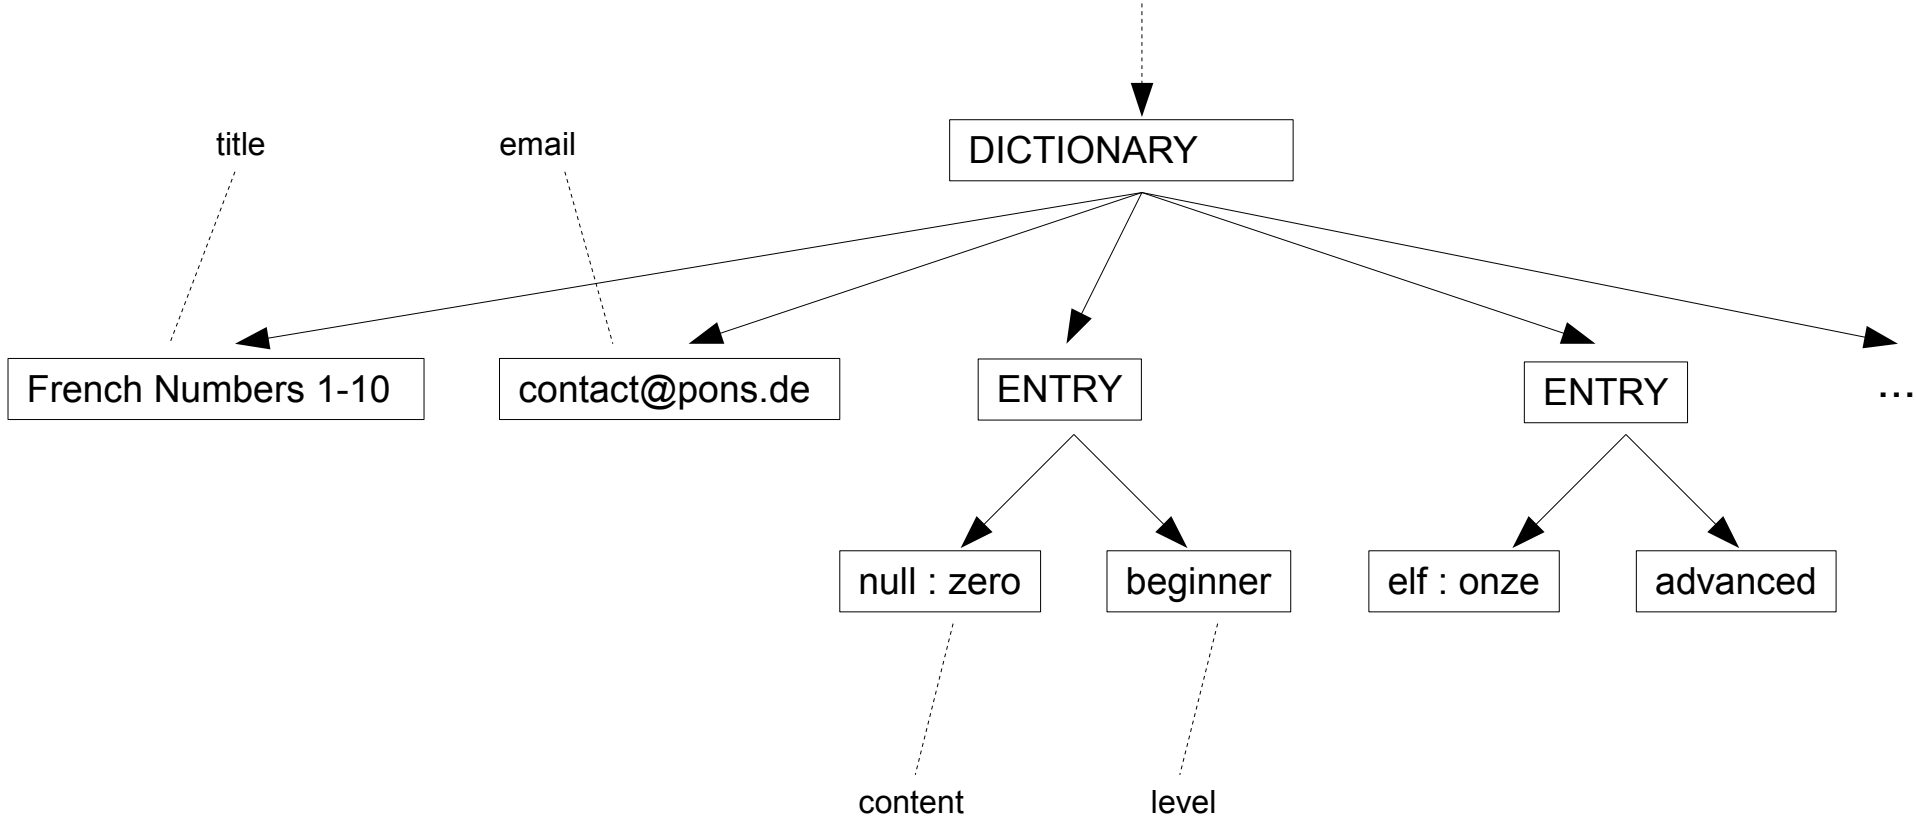 title
email
DICTIONARY
French Numbers 1-10
contact@pons.de
ENTRY
ENTRY
...
null : zero
beginner
elf : onze
advanced
content
level